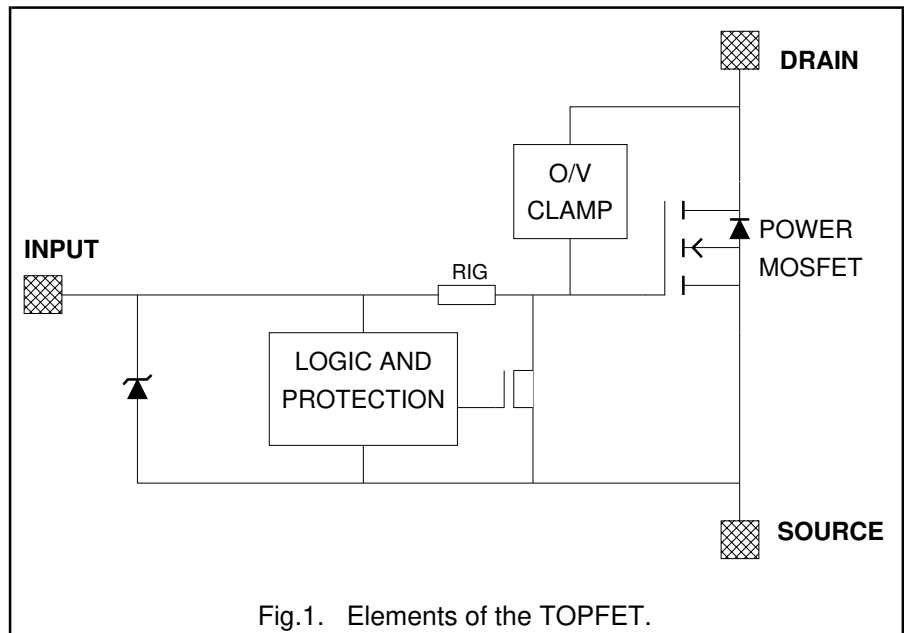 DRAIN
O/V
CLAMP
POWER
MOSFET
INPUT
RIG
LOGIC AND
PROTECTION
SOURCE
Fig.1. Elements of the TOPFET.